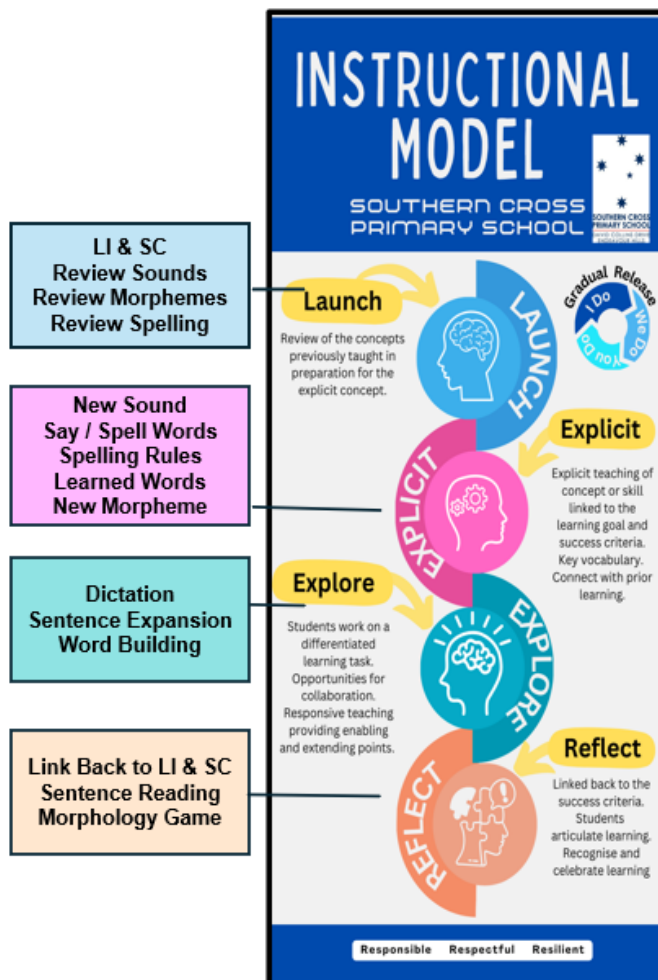 INSTRUCTIONAL
MODEL
SOUTHERN CROSS
PRIMARY SCHOOL
SOUTHERN CROSS
PRIMARY SCHOOL
LI & SC
Review Sounds
Review Morphemes
Review Spelling
Launch
Review of the concepts
previously taught in
preparation for the
explicit concept.
LAUNCH
Gradual Release
I Do
We Do
You Do
New Sound
Say / Spell Words
Spelling Rules
Learned Words
New Morpheme
EXPLICIT
Explicit
Explicit teaching of
concept or skill
linked to the
learning goal and
success criteria.
Key vocabulary.
Connect with prior
learning.
Dictation
Sentence Expansion
Word Building
Explore
Students work on a
differentiated
learning task.
Opportunities for
collaboration.
Responsive teaching
providing enabling
and extending points.
EXPLORE
Link Back to LI & SC
Sentence Reading
Morphology Game
REFLECT
Reflect
Linked back to the
success criteria.
Students
articulate learning.
Recognise and
celebrate learning
Responsible Respectful Resilient